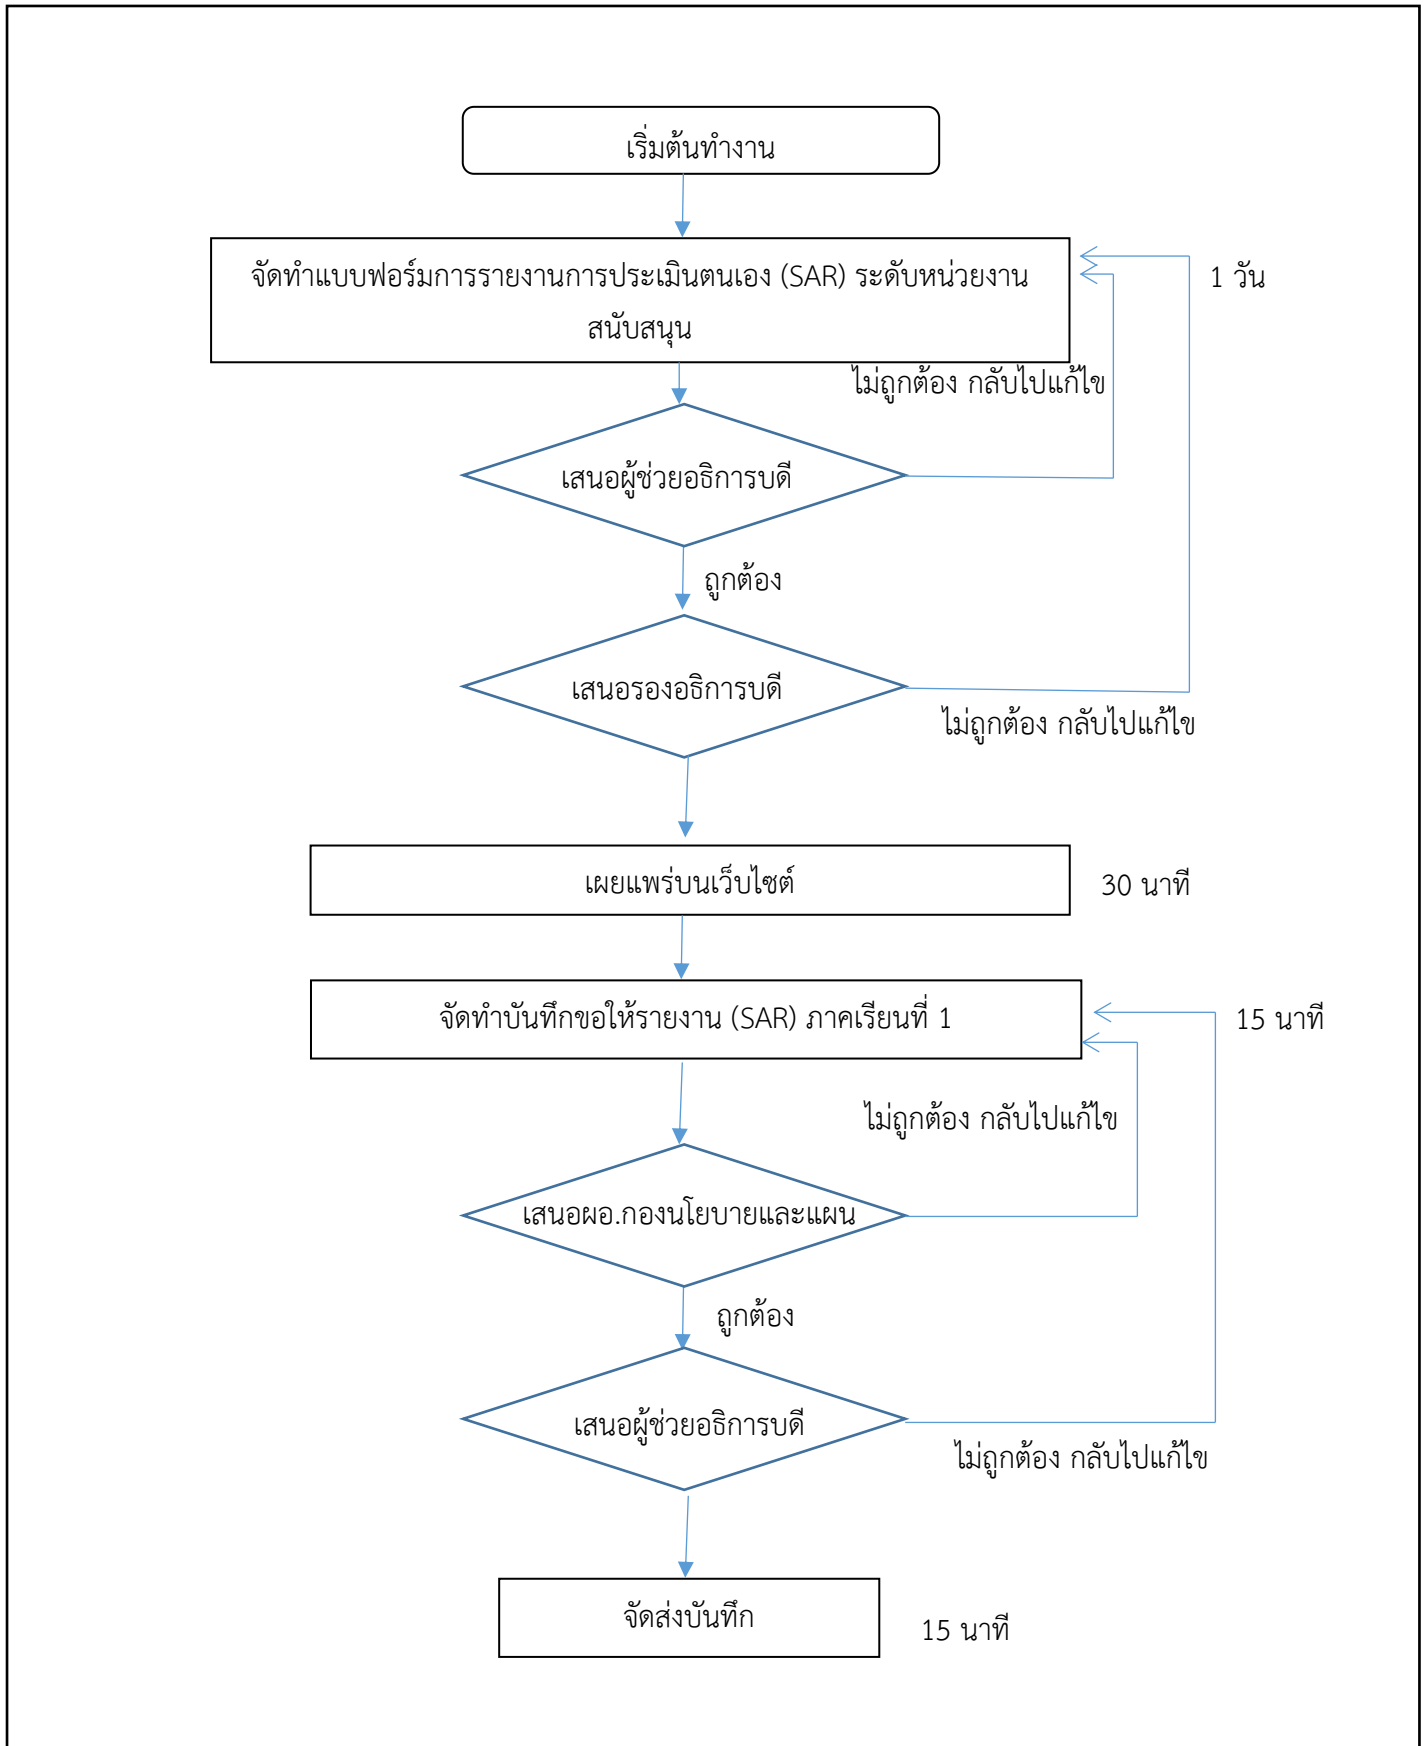 เริ่มต้นทำงาน
จัดทำแบบฟอร์มการรายงานการประเมินตนเอง (SAR) ระดับหน่วยงาน
สนับสนุน
1 วัน
ไม่ถูกต้อง กลับไปแก้ไข
เสนอผู้ช่วยอธิการบดี
ถูกต้อง
เสนอรองอธิการบดี
ไม่ถูกต้อง กลับไปแก้ไข
เผยแพร่บนเว็บไซต์
30 นาที
จัดทำบันทึกขอให้รายงาน (SAR) ภาคเรียนที่ 1
15 นาที
ไม่ถูกต้อง กลับไปแก้ไข
เสนอผอ.กองนโยบายและแผน
ถูกต้อง
เสนอผู้ช่วยอธิการบดี
ไม่ถูกต้อง กลับไปแก้ไข
จัดส่งบันทึก
15 นาที